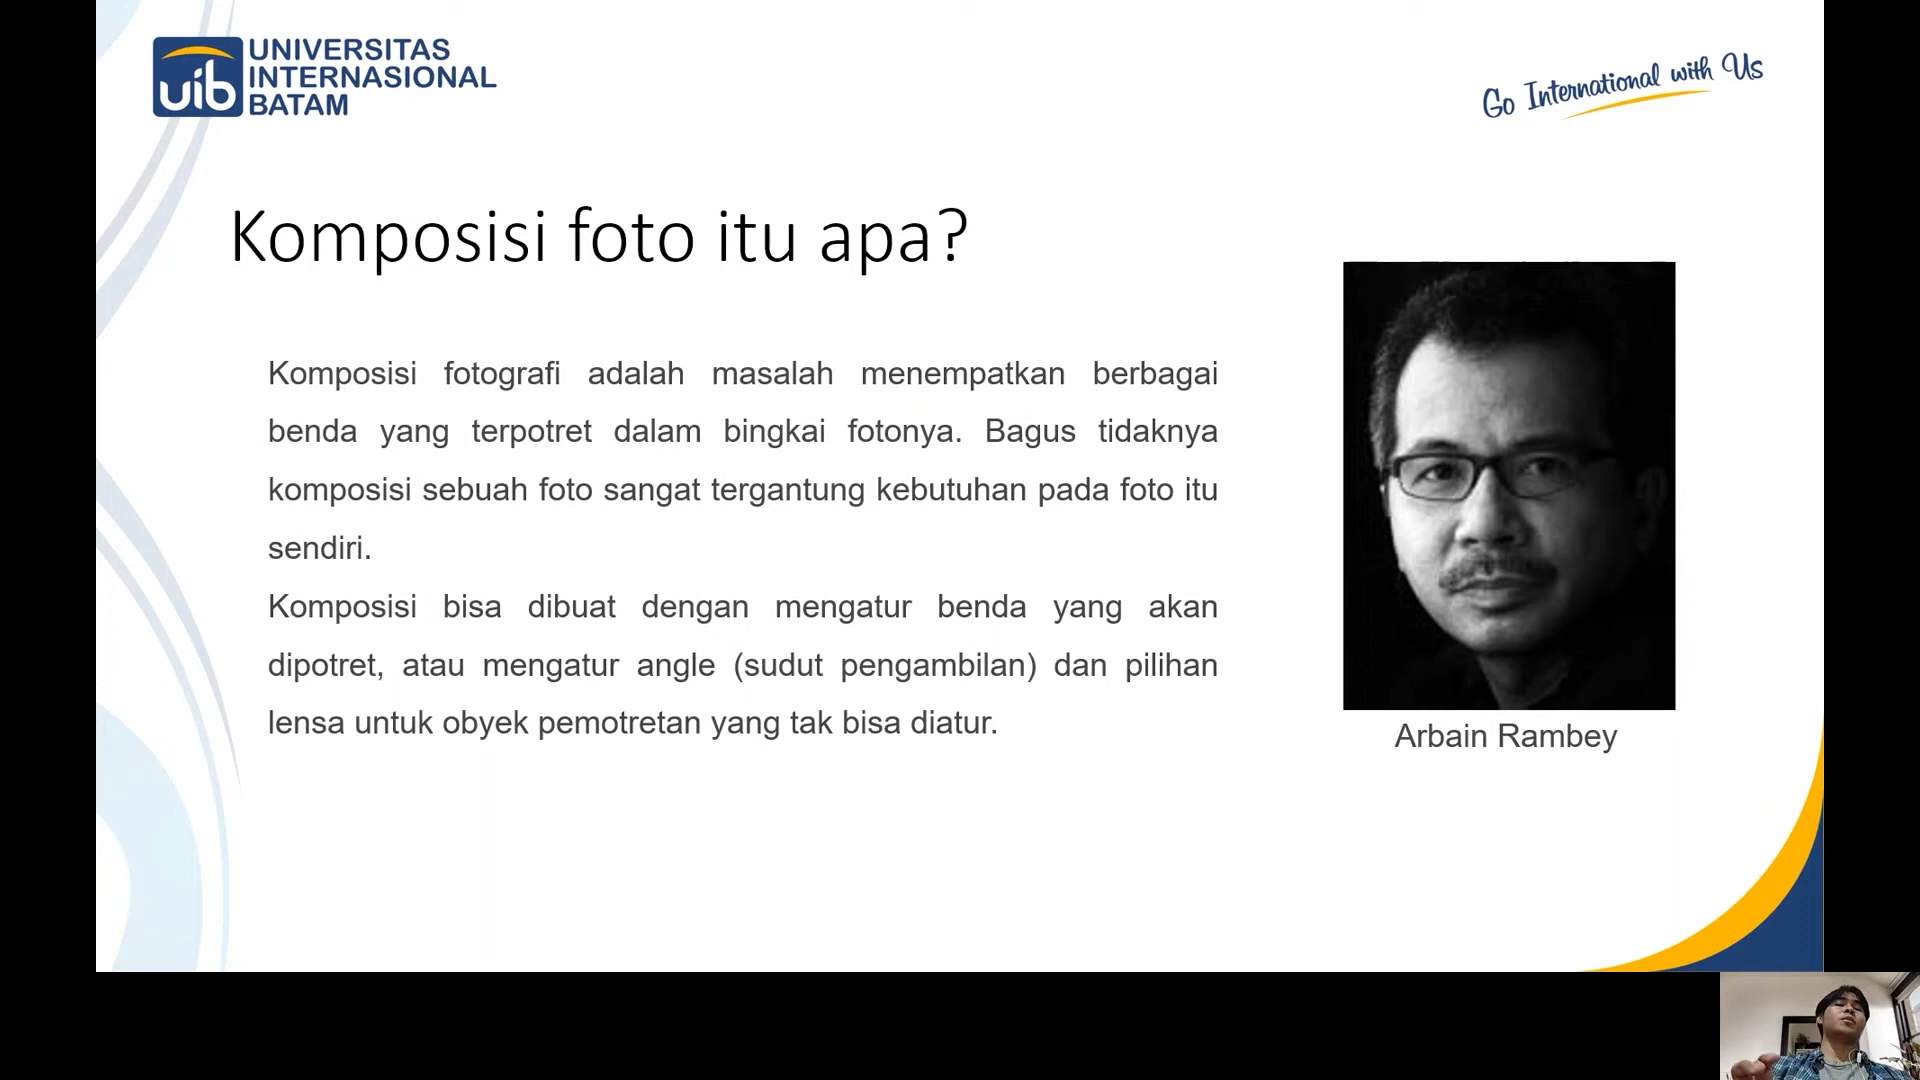 UNIVERSITAS
INTERNASIONAL
BATAM
uib
Go International with Us
Komposisi foto itu apa?
Komposisi fotografi adalah masalah menempatkan berbagai
benda yang terpotret dalam bingkai fotonya. Bagus tidaknya
komposisi sebuah foto sangat tergantung kebutuhan pada foto itu
sendiri.
Komposisi bisa dibuat dengan mengatur benda yang akan
dipotret, atau mengatur angle (sudut pengambilan) dan pilihan
lensa untuk obyek pemotretan yang tak bisa diatur.
Arbain Rambey